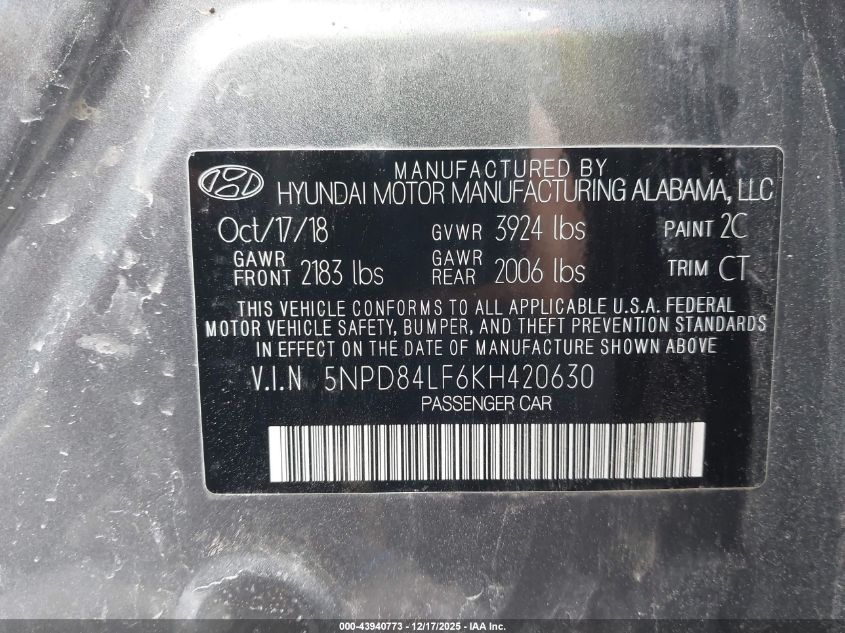 MANUFACTURED BY
HYUNDAI MOTOR MANUFACTURING ALABAMA, LLC
Oct/17/18 GVWR 3924 lbs PAINT 2C
GAWR FRONT 2183 lbs GAWR REAR 2006 lbs TRIM CT
THIS VEHICLE CONFORMS TO ALL APPLICABLE U.S.A. FEDERAL
MOTOR VEHICLE SAFETY, BUMPER, AND THEFT PREVENTION STANDARDS
IN EFFECT ON THE DATE OF MANUFACTURE SHOWN ABOVE
V.I.N 5NPD84LF6KH420630
PASSENGER CAR
000-43940773 - 12/17/2025 - IAA Inc.